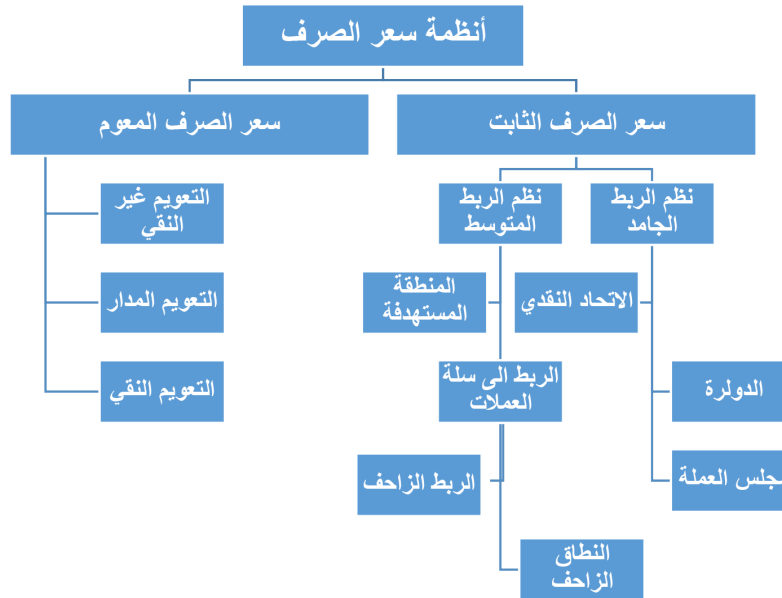 أنظمة سعر الصرف
سعر الصرف الثابت
سعر الصرف المعوم
نظم الربط
الجامد
نظم الربط
المتوسط
التعويم غير
النقي
الاتحاد النقدي
المنطقة
المستهدفة
التعويم المدار
الدولرة
الربط الى سلة
العملات
التعويم النقي
مجلس العملة
الربط الزاحف
النطاق
الزاحف